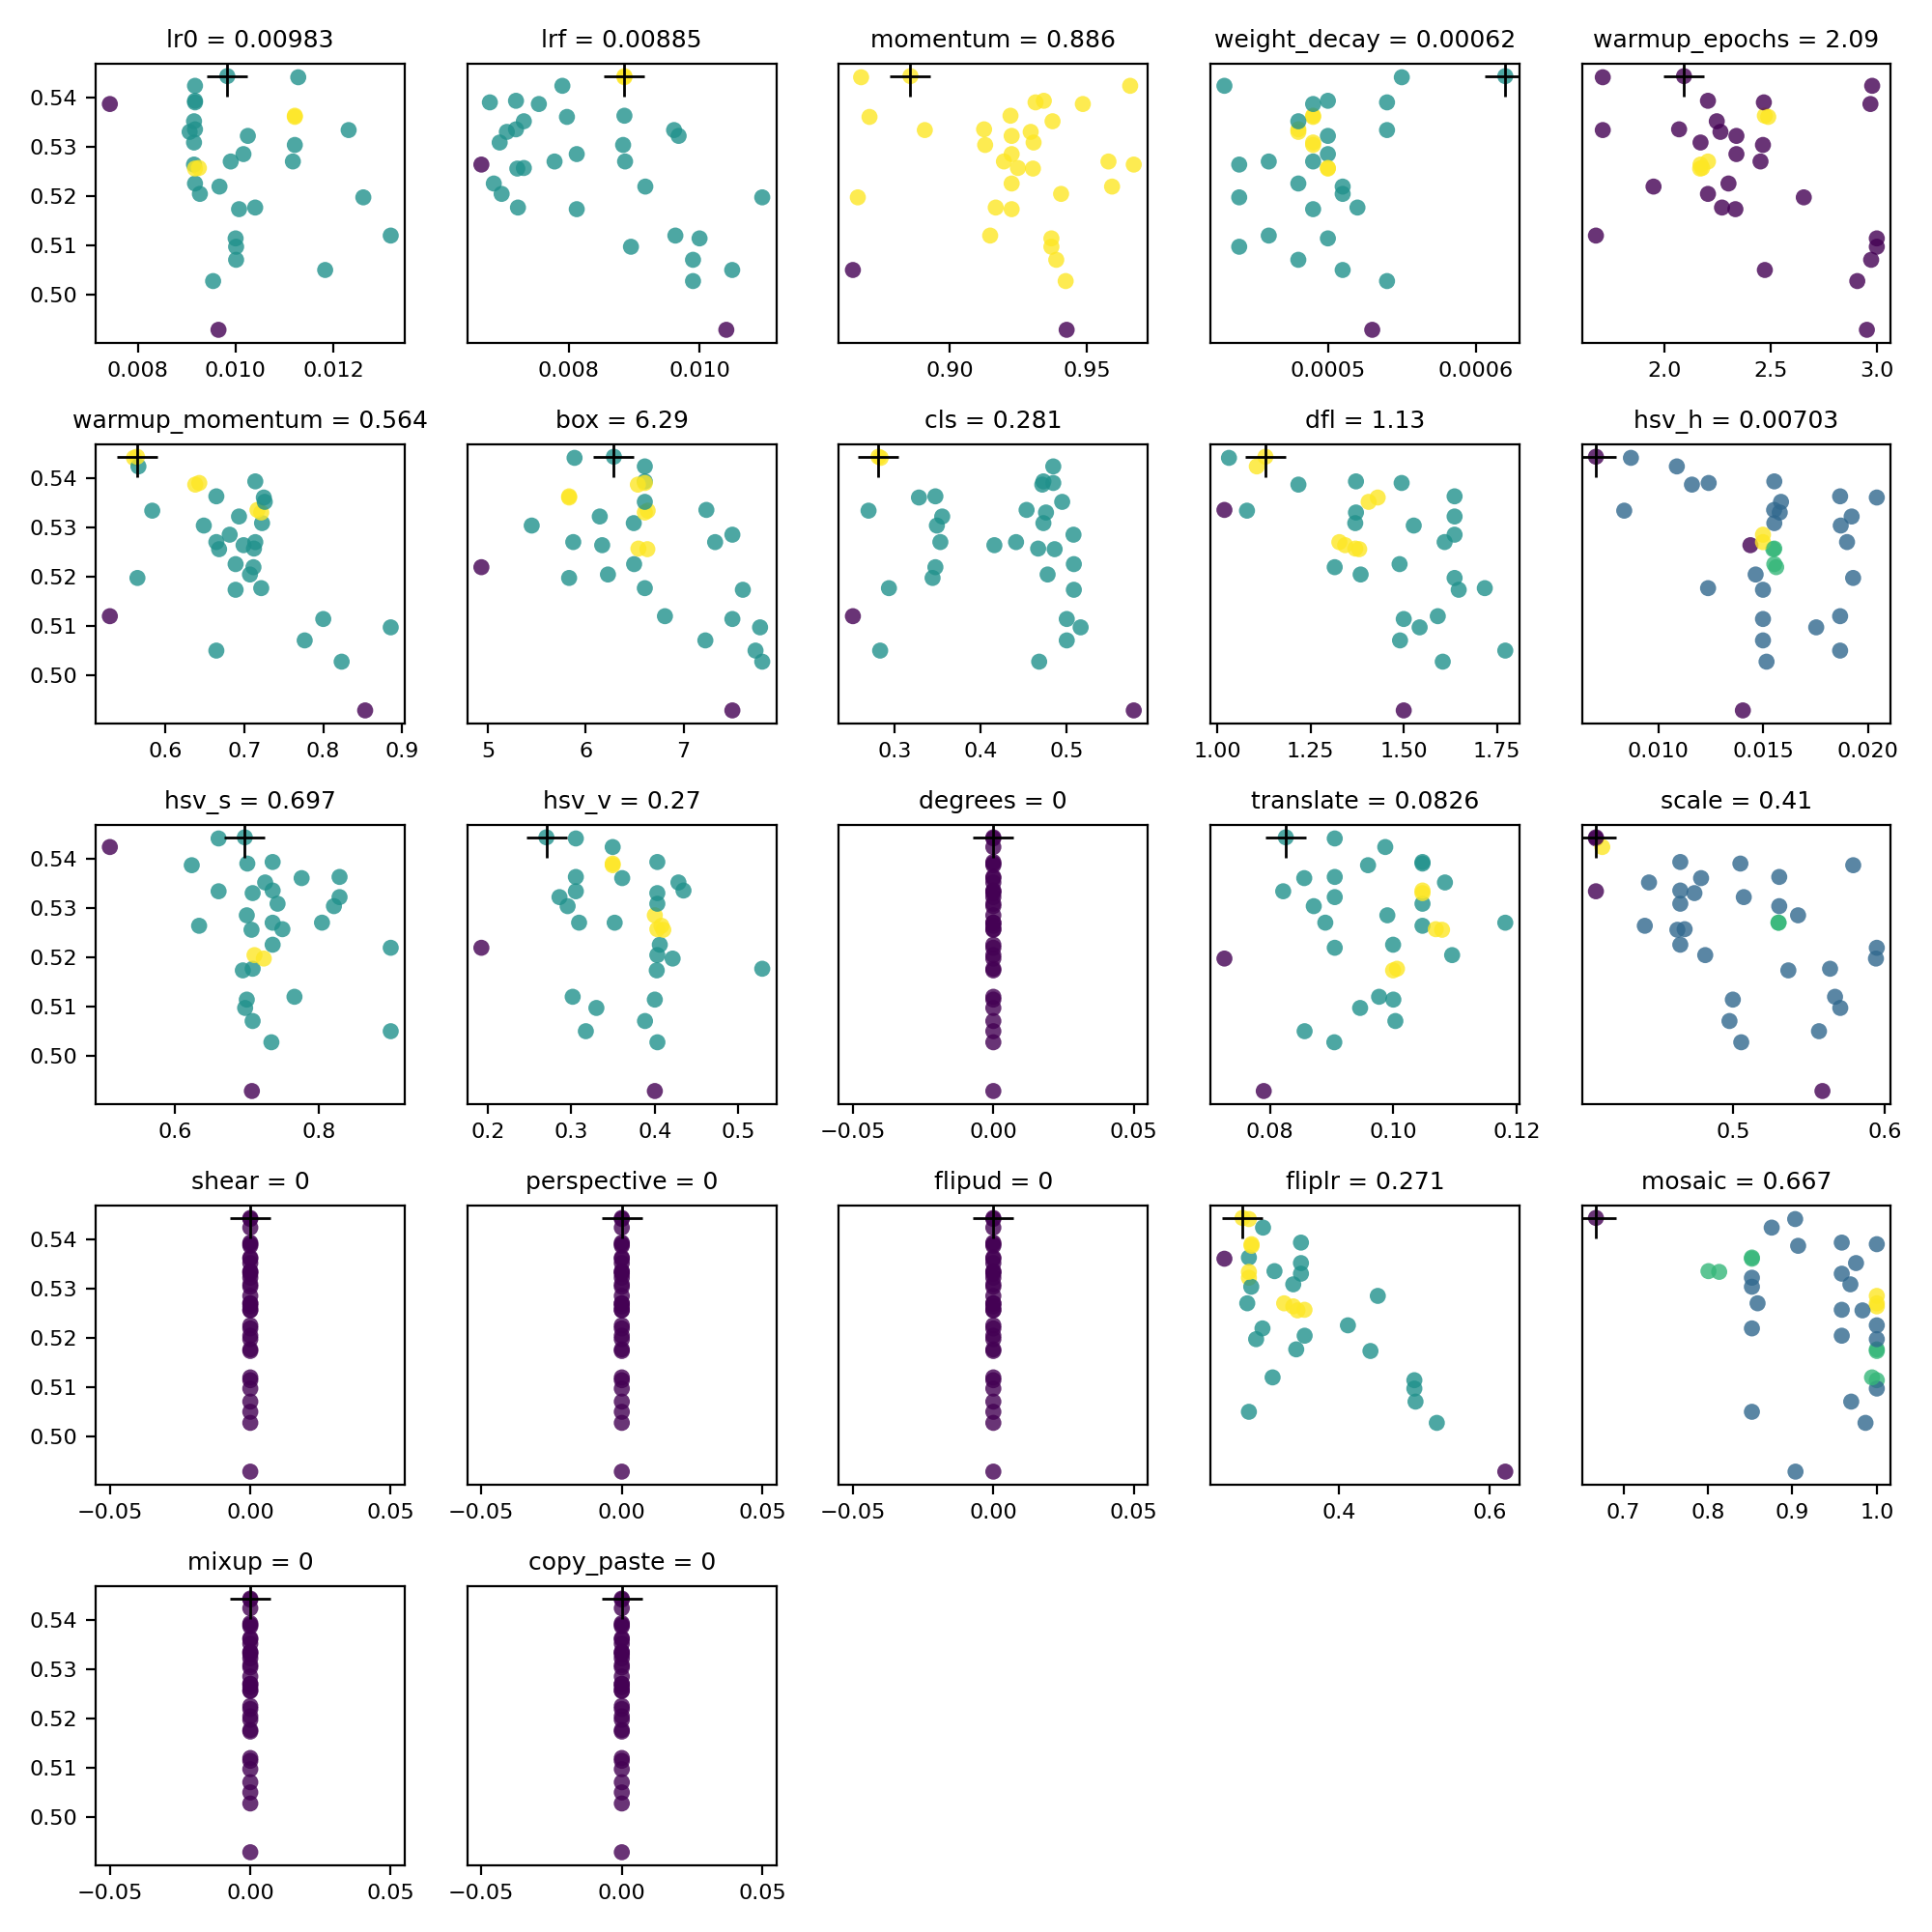 lr0 = 0.00983 lrf = 0.00885 momentum = 0.886 weight_decay = 0.00062 warmup_epochs = 2.09
0.54
0.53
0.52
0.51
0.50
0.008 0.010 0.012 0.008 0.010 0.90 0.95 0.0005 0.0006 2.0 2.5 3.0
warmup_momentum = 0.564 box = 6.29 cls = 0.281 dfl = 1.13 hsv_h = 0.00703
0.54
0.53
0.52
0.51
0.50
0.6 0.7 0.8 0.9 5 6 7 0.3 0.4 0.5 1.00 1.25 1.50 1.75 0.010 0.015 0.020
hsv_s = 0.697 hsv_v = 0.27 degrees = 0 translate = 0.0826 scale = 0.41
0.54
0.53
0.52
0.51
0.50
0.6 0.8 0.2 0.3 0.4 0.5 −0.05 0.00 0.05 0.08 0.10 0.12 0.5 0.6
shear = 0 perspective = 0 flipud = 0 fliplr = 0.271 mosaic = 0.667
0.54
0.53
0.52
0.51
0.50
−0.05 0.00 0.05 −0.05 0.00 0.05 −0.05 0.00 0.05 0.4 0.6 0.7 0.8 0.9 1.0
mixup = 0 copy_paste = 0
0.54
0.53
0.52
0.51
0.50
−0.05 0.00 0.05 −0.05 0.00 0.05